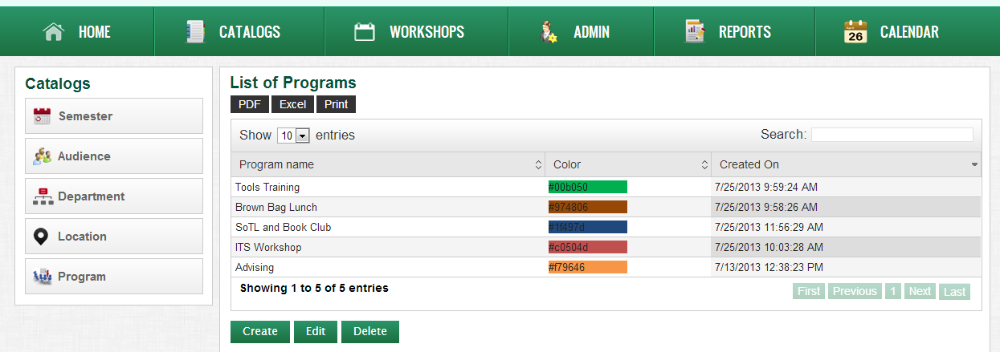 HOME CATALOGS WORKSHOPS ADMIN REPORTS 26 CALENDAR
Catalogs
Semester
Audience
Department
Location
Program
List of Programs
PDF Excel Print
Show 10 entries Search:
Program name Color Created On
Tools Training #00b050 7/25/2013 9:59:24 AM
Brown Bag Lunch #974806 7/25/2013 9:58:26 AM
SoTL and Book Club #1f497d 7/25/2013 11:56:29 AM
ITS Workshop #c0504d 7/25/2013 10:03:28 AM
Advising #f79646 7/13/2013 12:38:23 PM
Showing 1 to 5 of 5 entries First Previous 1 Next Last
Create Edit Delete